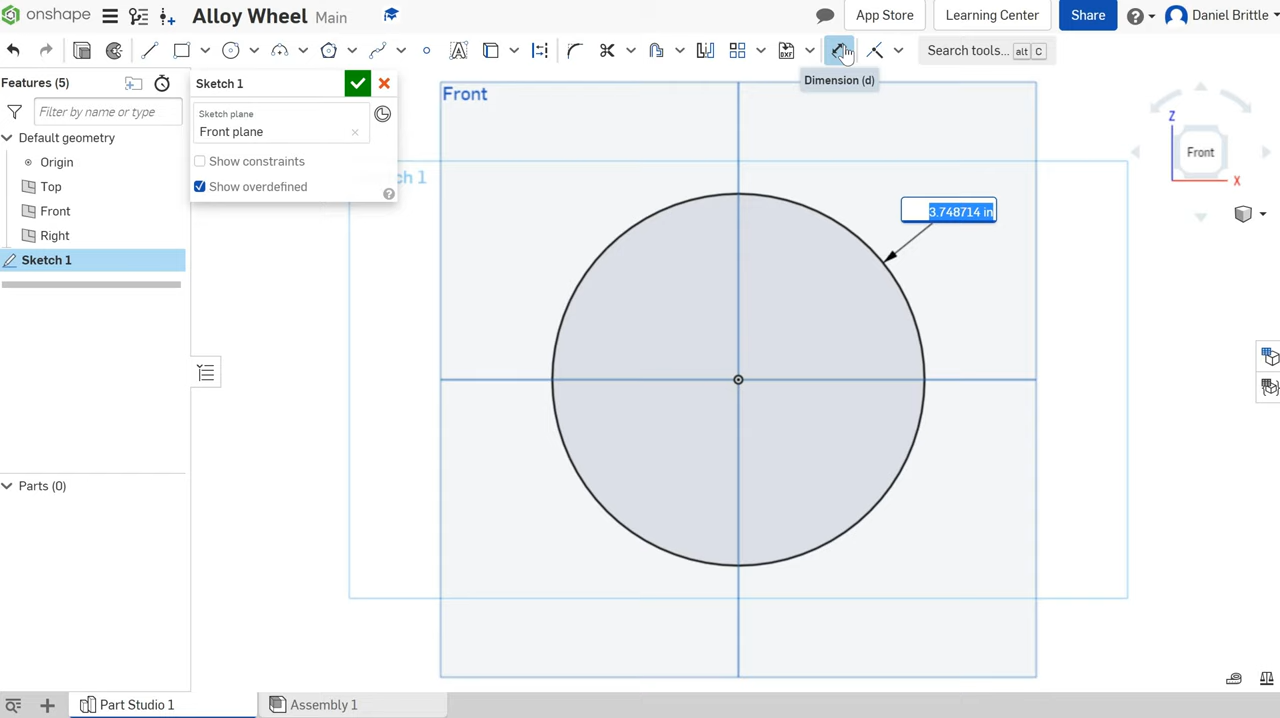 onshape Alloy Wheel Main App Store Learning Center Share Daniel Brittle
Search tools... alt C
Features (5) Sketch 1 Dimension (d)
Filter by name or type
Sketch plane
Front plane
Show constraints
Show overdefined
Default geometry
Origin
Top
Front
Right
Sketch 1
Parts (0)
Front
ch 1
3.748714 in
Z
Front
X
Part Studio 1 Assembly 1